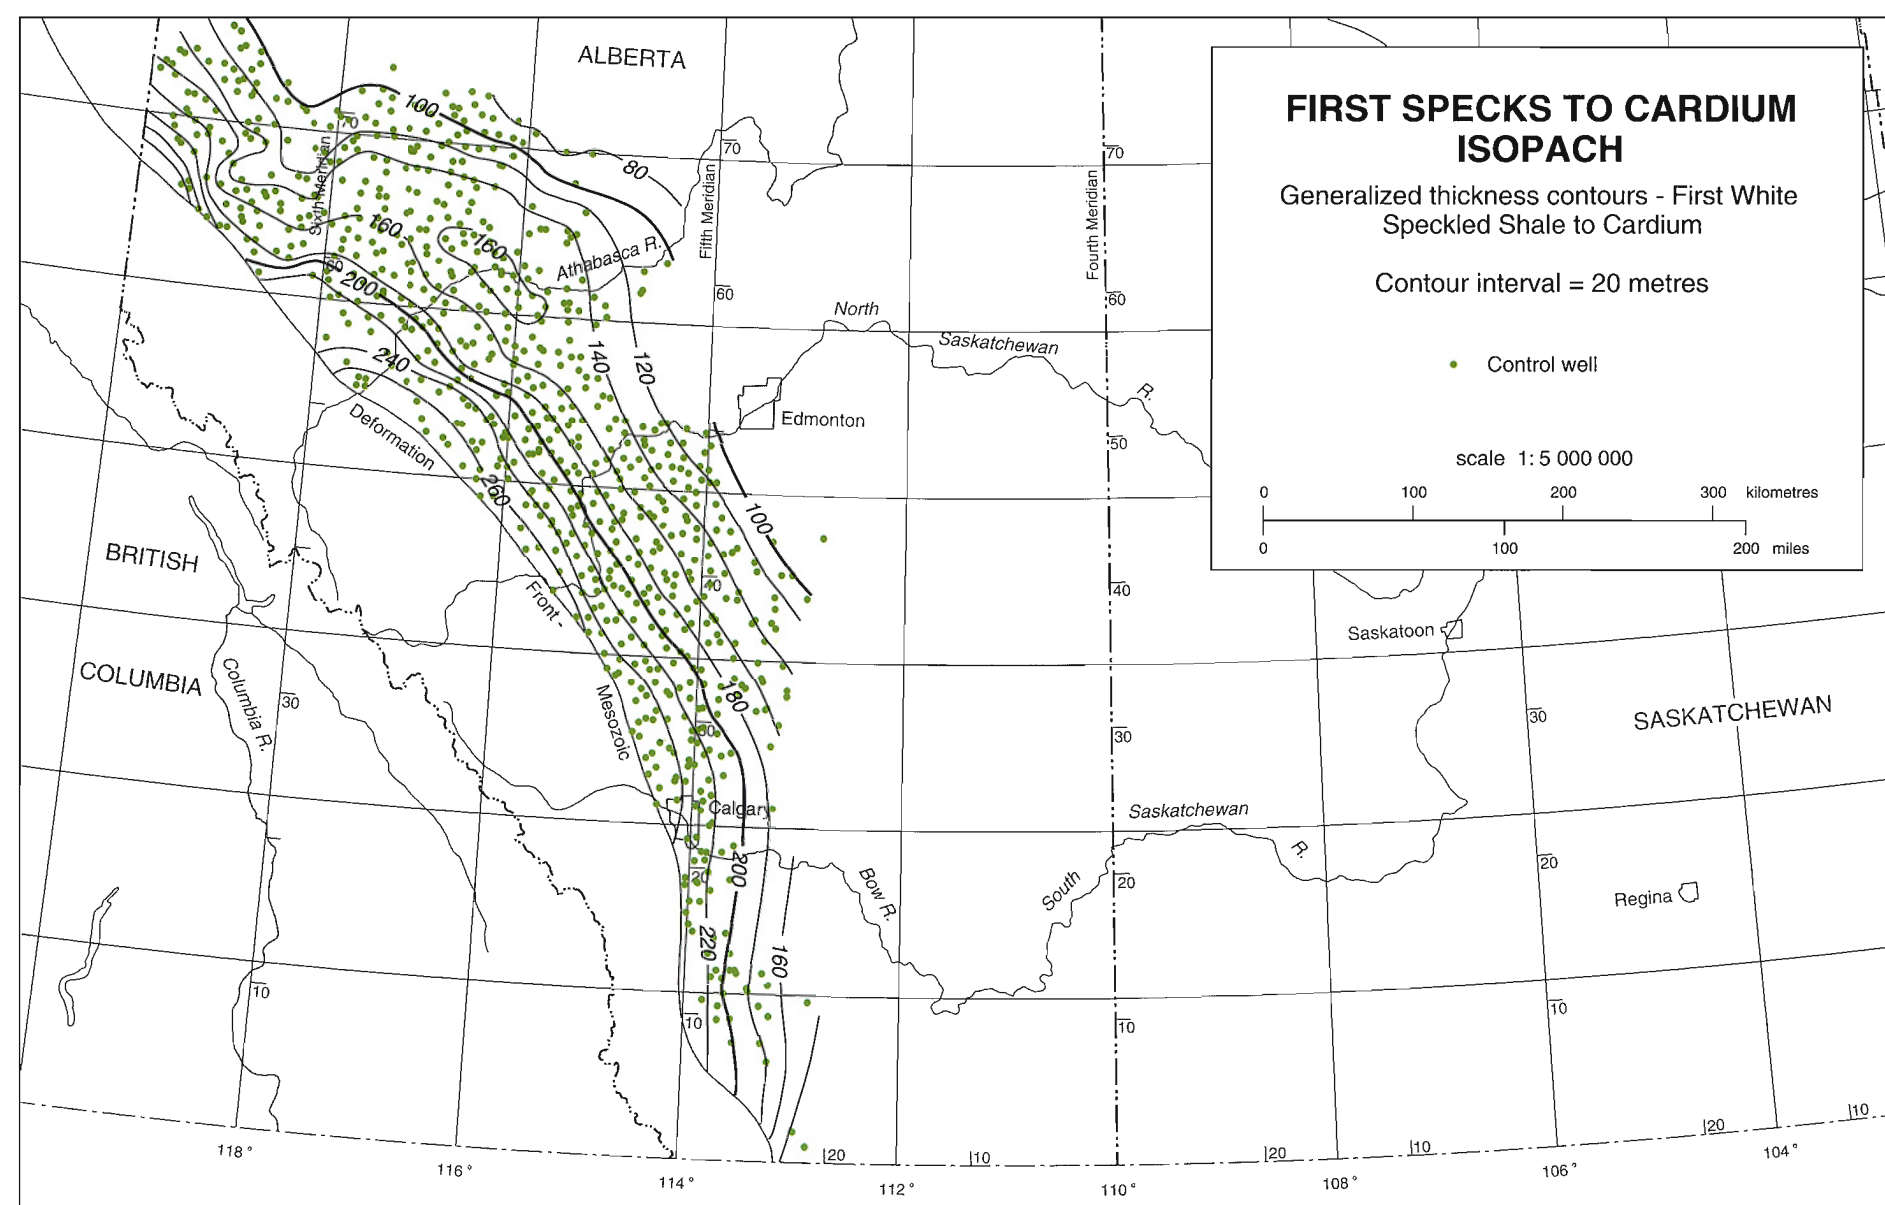 ALBERTA
FIRST SPECKS TO CARDIUM
ISOPACH
Generalized thickness contours - First White
Speckled Shale to Cardium
Contour interval = 20 metres
Control well
scale 1: 5 000 000
0 100 200 300 kilometres
0 100 200 miles
100
70
80
70
70
Sixth Meridian
Fifth Meridian
Fourth Meridian
160
160
Athabasca R.
60
200
60
60
North
Saskatchewan
R.
240
140
120
Edmonton
Deformation
50
260
100
BRITISH
COLUMBIA
Front -
40
40
Saskatoon
Columbia R.
30
Mesozoic
180
30
30
30
SASKATCHEWAN
Calgary
Saskatchewan
R.
200
20
Bow R.
South
20
20
Regina
220
160
10
10
10
10
20
10
20
10
20
10
118°
116°
114°
112°
110°
108°
106°
104°